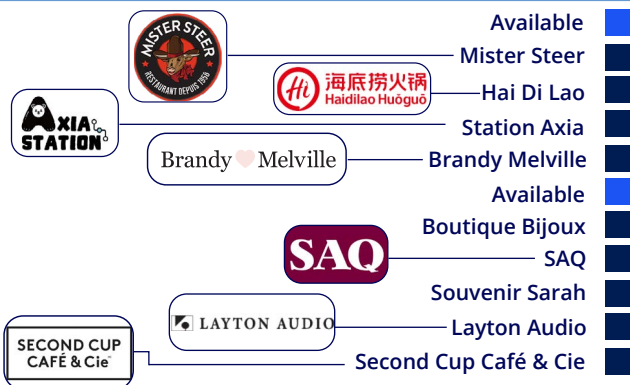 Available
MISTER STEER
RESTAURANT DEPUIS 1958
Mister Steer
Hi 海底捞火锅
Haidilao Huǒguō
Hai Di Lao
AXIA
STATION
Station Axia
Brandy Melville
Brandy Melville
Available
Boutique Bijoux
SAQ
SAQ
Souvenir Sarah
LAYTON AUDIO
Layton Audio
SECOND CUP
CAFÉ & Cie
Second Cup Café & Cie